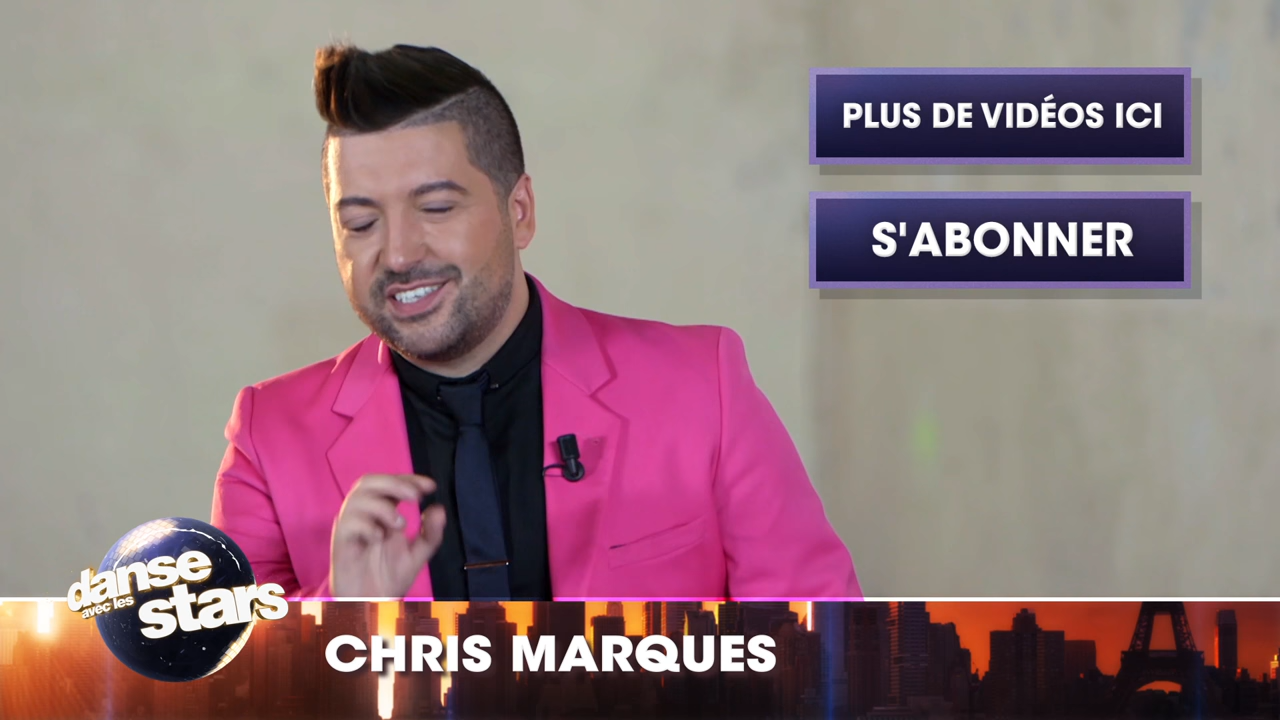 PLUS DE VIDÉOS ICI
S'ABONNER
danse
avec les
stars
CHRIS MARQUES